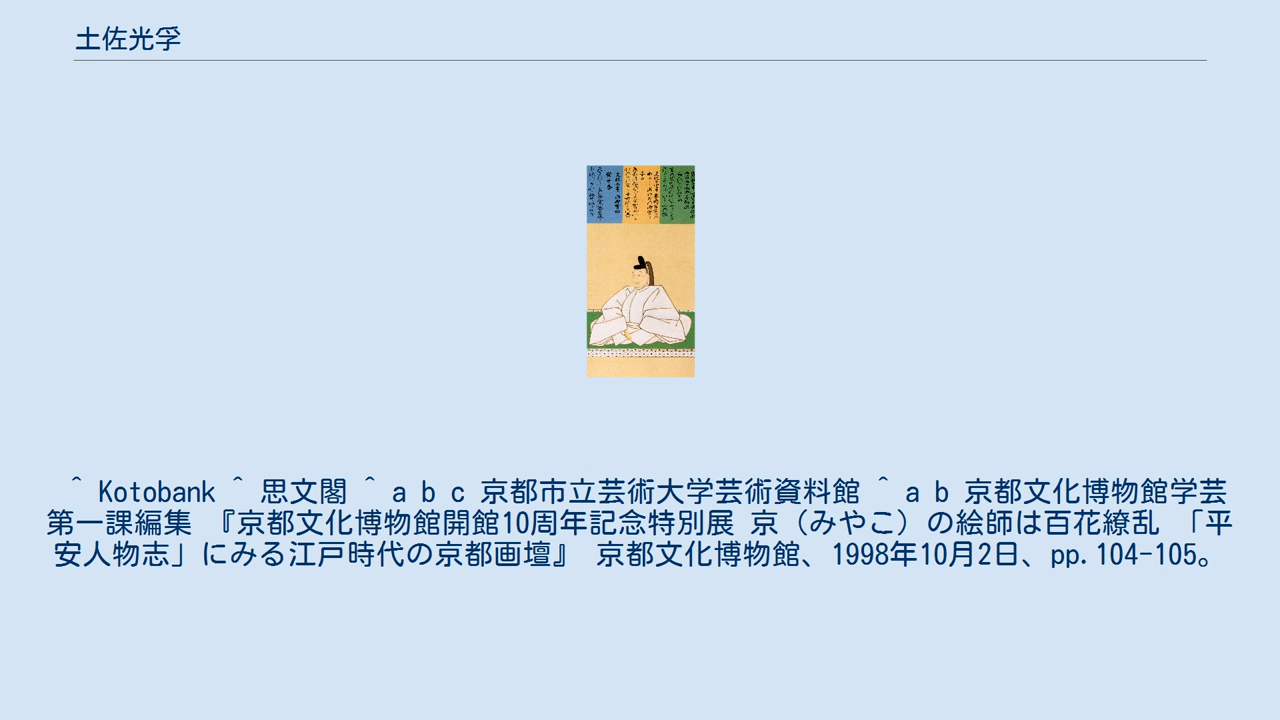 土佐光孚
^ Kotobank ^ 思文閣 ^ a b c 京都市立芸術大学芸術資料館 ^ a b 京都文化博物館学芸
第一課編集 『京都文化博物館開館10周年記念特別展 京（みやこ）の絵師は百花繚乱 「平
安人物志」にみる江戸時代の京都画壇』 京都文化博物館、1998年10月2日、pp.104-105。